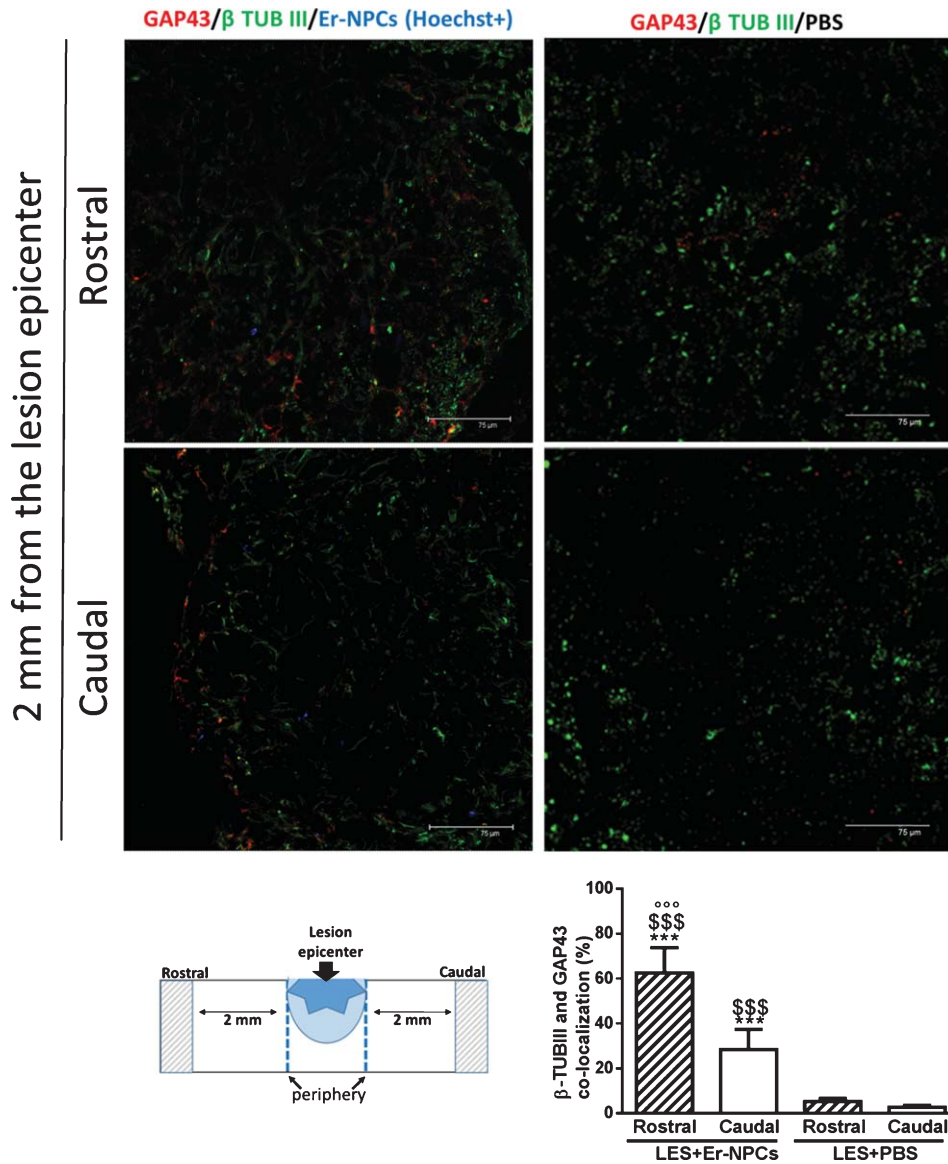 GAP43/β TUB III/Er-NPCs (Hoechst+)
GAP43/β TUB III/PBS
2 mm from the lesion epicenter
Rostral
75 µm
75 µm
Caudal
75 µm
75 µm
Lesion
epicenter
Rostral
Caudal
2 mm
2 mm
periphery
β-TUBIII and GAP43
co-localization (%)
100
80
60
40
20
0
°°°
$$$
***
$$$
***
Rostral
Caudal
Rostral
Caudal
LES+Er-NPCs
LES+PBS